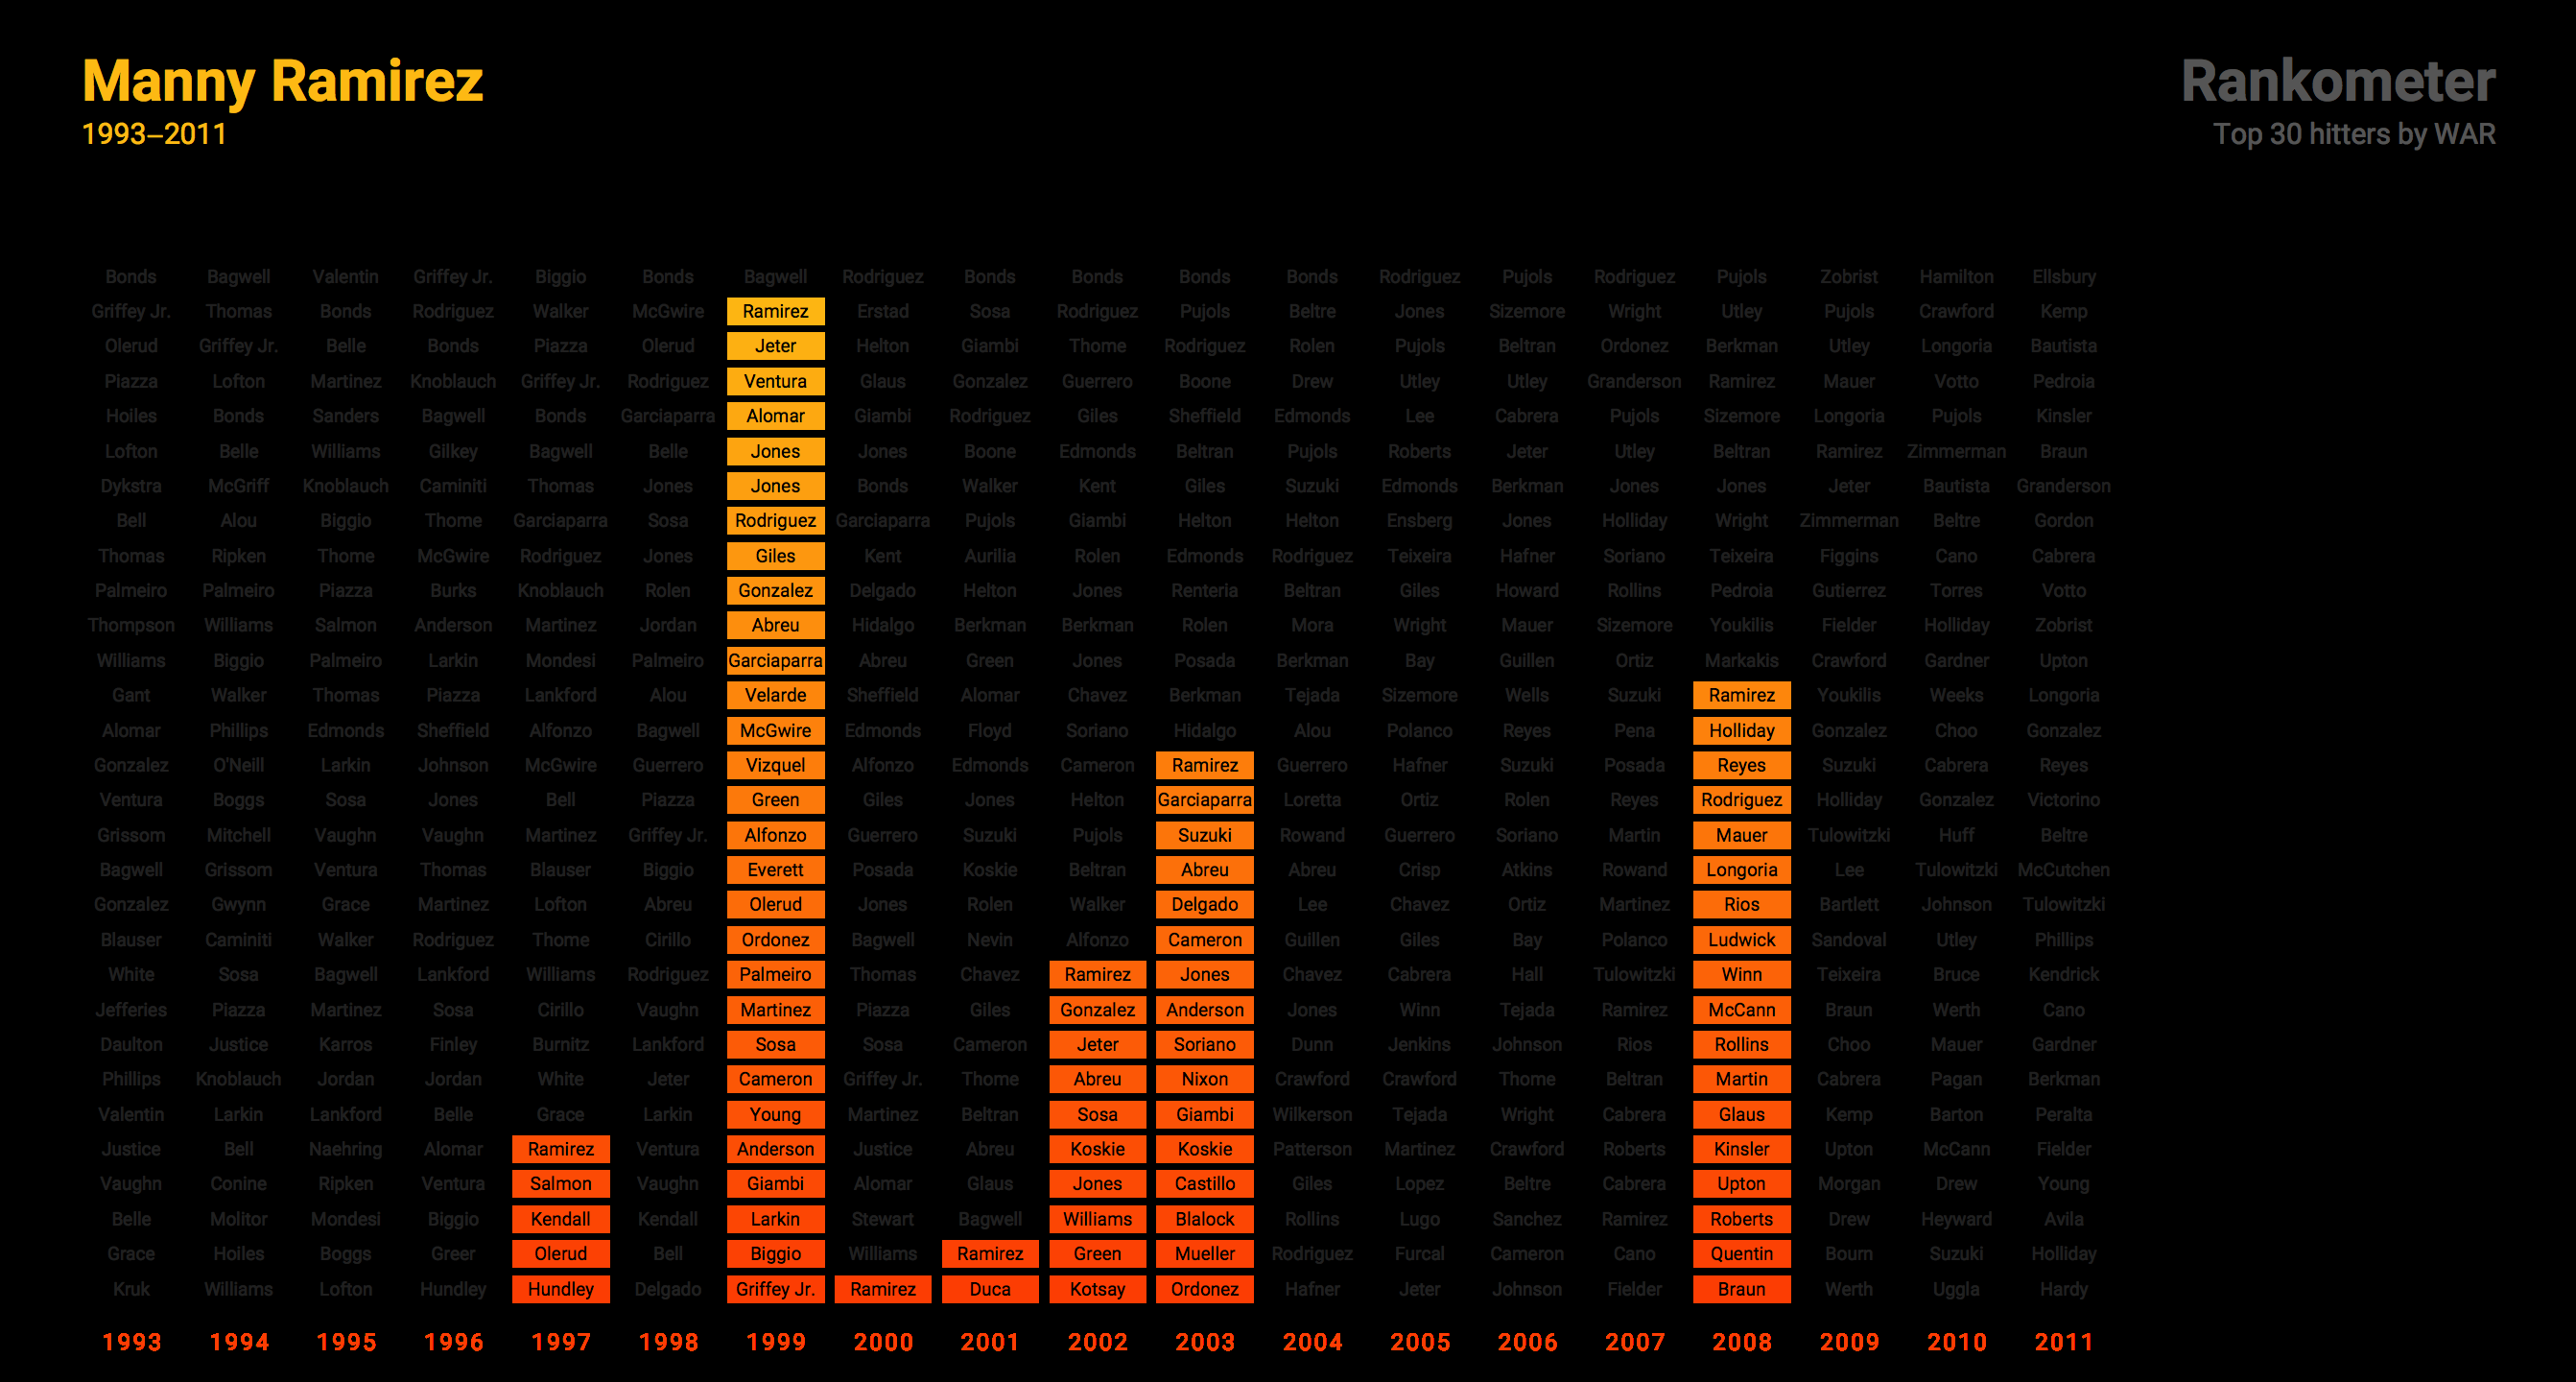 Manny Ramirez
1993–2011
Rankometer
Top 30 hitters by WAR
Bonds Bagwell Valentin Griffey Jr. Biggio Bonds Bagwell Rodriguez Bonds Bonds Bonds Bonds Rodriguez Pujols Rodriguez Pujols Zobrist Hamilton Ellsbury
Griffey Jr. Thomas Bonds Rodriguez Walker McGwire Ramirez Erstad Sosa Rodriguez Pujols Beltre Jones Sizemore Wright Utley Pujols Crawford Kemp
Olerud Griffey Jr. Belle Bonds Piazza Olerud Jeter Helton Giambi Thome Rodriguez Rolen Pujols Beltran Ordonez Berkman Utley Longoria Bautista
Piazza Lofton Martinez Knoblauch Griffey Jr. Rodriguez Ventura Glaus Gonzalez Guerrero Boone Drew Utley Utley Granderson Ramirez Mauer Votto Pedroia
Hoiles Bonds Sanders Bagwell Bonds Garciaparra Alomar Giambi Rodriguez Giles Sheffield Edmonds Lee Cabrera Pujols Sizemore Longoria Pujols Kinsler
Lofton Belle Williams Gilkey Bagwell Belle Jones Jones Boone Edmonds Beltran Pujols Roberts Jeter Utley Beltran Ramirez Zimmerman Braun
Dykstra McGriff Knoblauch Caminiti Thomas Jones Jones Bonds Walker Kent Giles Suzuki Edmonds Berkman Jones Jones Jeter Bautista Granderson
Bell Alou Biggio Thome Garciaparra Sosa Rodriguez Garciaparra Pujols Giambi Helton Helton Ensberg Jones Holliday Wright Zimmerman Beltre Gordon
Thomas Ripken Thome McGwire Rodriguez Jones Giles Kent Aurilia Rolen Edmonds Rodriguez Teixeira Hafner Soriano Teixeira Figgins Cano Cabrera
Palmeiro Palmeiro Piazza Burks Knoblauch Rolen Gonzalez Delgado Helton Jones Renteria Beltran Giles Howard Rollins Pedroia Gutierrez Torres Votto
Thompson Williams Salmon Anderson Martinez Jordan Abreu Hidalgo Berkman Berkman Rolen Mora Wright Mauer Sizemore Youkilis Fielder Holliday Zobrist
Williams Biggio Palmeiro Larkin Mondesi Palmeiro Garciaparra Abreu Green Jones Posada Berkman Bay Guillen Ortiz Markakis Crawford Gardner Upton
Gant Walker Thomas Piazza Lankford Alou Velarde Sheffield Alomar Chavez Berkman Tejada Sizemore Wells Suzuki Ramirez Youkilis Weeks Longoria
Alomar Phillips Edmonds Sheffield Alfonzo Bagwell McGwire Edmonds Floyd Soriano Hidalgo Alou Polanco Reyes Pena Holliday Gonzalez Choo Gonzalez
Gonzalez O'Neill Larkin Johnson McGwire Guerrero Vizquel Alfonzo Edmonds Cameron Ramirez Guerrero Hafner Suzuki Posada Reyes Suzuki Cabrera Reyes
Ventura Boggs Sosa Jones Bell Piazza Green Giles Jones Helton Garciaparra Loretta Ortiz Rolen Reyes Rodriguez Holliday Gonzalez Victorino
Grissom Mitchell Vaughn Vaughn Martinez Griffey Jr. Alfonzo Guerrero Suzuki Pujols Suzuki Rowand Guerrero Soriano Martin Mauer Tulowitzki Huff Beltre
Bagwell Grissom Ventura Thomas Blauser Biggio Everett Posada Koskie Beltran Abreu Abreu Crisp Atkins Rowand Longoria Lee Tulowitzki McCutchen
Gonzalez Gwynn Grace Martinez Lofton Abreu Olerud Jones Rolen Walker Delgado Lee Chavez Ortiz Martinez Rios Bartlett Johnson Tulowitzki
Blauser Caminiti Walker Rodriguez Thome Cirillo Ordonez Bagwell Nevin Alfonzo Cameron Guillen Giles Bay Polanco Ludwick Sandoval Utley Phillips
White Sosa Bagwell Lankford Williams Rodriguez Palmeiro Thomas Chavez Ramirez Jones Chavez Cabrera Hall Tulowitzki Winn Teixeira Bruce Kendrick
Jefferies Piazza Martinez Sosa Cirillo Vaughn Martinez Piazza Giles Gonzalez Anderson Jones Winn Tejada Ramirez McCann Braun Werth Cano
Daulton Justice Karros Finley Burnitz Lankford Sosa Sosa Cameron Jeter Soriano Dunn Jenkins Johnson Rios Rollins Choo Mauer Gardner
Phillips Knoblauch Jordan Jordan White Jeter Cameron Griffey Jr. Thome Abreu Nixon Crawford Crawford Thome Beltran Martin Cabrera Pagan Berkman
Valentin Larkin Lankford Belle Grace Larkin Young Martinez Beltran Sosa Giambi Wilkerson Tejada Wright Cabrera Glaus Kemp Barton Peralta
Justice Bell Naehring Alomar Ramirez Ventura Anderson Justice Abreu Koskie Koskie Patterson Martinez Crawford Roberts Kinsler Upton McCann Fielder
Vaughn Conine Ripken Ventura Salmon Vaughn Giambi Alomar Glaus Jones Castillo Giles Lopez Beltre Cabrera Upton Morgan Drew Young
Belle Molitor Mondesi Biggio Kendall Kendall Larkin Stewart Bagwell Williams Blalock Rollins Lugo Sanchez Ramirez Roberts Drew Heyward Avila
Grace Hoiles Boggs Greer Olerud Bell Biggio Williams Ramirez Green Mueller Rodriguez Furcal Cameron Cano Quentin Bourn Suzuki Holliday
Kruk Williams Lofton Hundley Hundley Delgado Griffey Jr. Ramirez Duca Kotsay Ordonez Hafner Jeter Johnson Fielder Braun Werth Uggla Hardy
1993 1994 1995 1996 1997 1998 1999 2000 2001 2002 2003 2004 2005 2006 2007 2008 2009 2010 2011